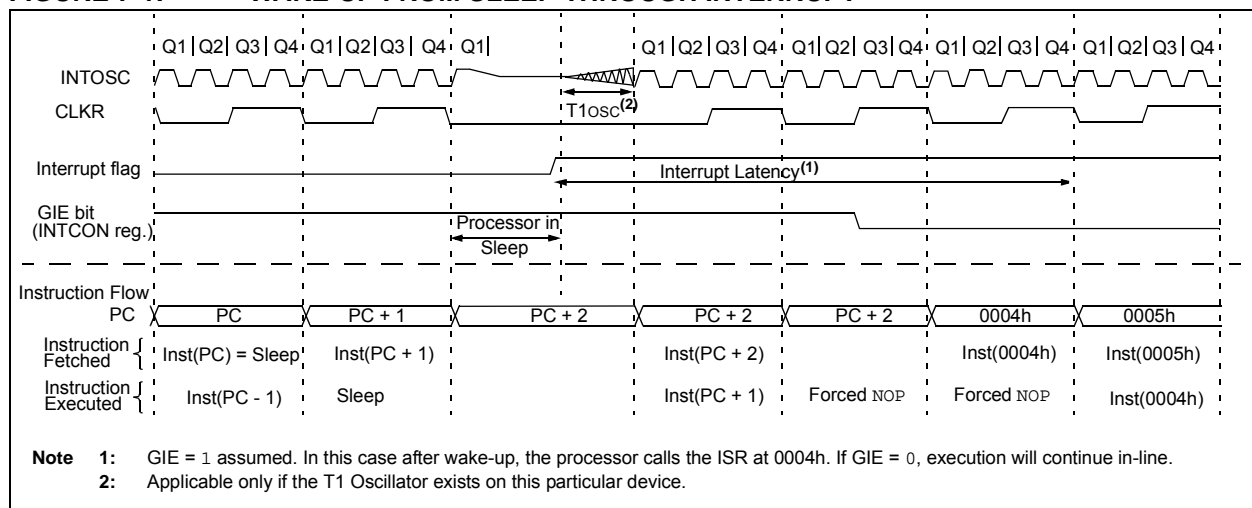 Q1 Q2 Q3 Q4 Q1 Q2 Q3 Q4 Q1 Q1 Q2 Q3 Q4 Q1 Q2 Q3 Q4 Q1 Q2 Q3 Q4 Q1 Q2 Q3 Q4
INTOSC
CLKR
T1OSC(2)
Interrupt flag
Interrupt Latency(1)
GIE bit
(INTCON reg.)
Processor in
Sleep
Instruction Flow
PC PC PC + 1 PC + 2 PC + 2 PC + 2 0004h 0005h
Instruction
Fetched
Inst(PC) = Sleep Inst(PC + 1) Inst(PC + 2) Inst(0004h) Inst(0005h)
Instruction
Executed
Inst(PC - 1) Sleep Inst(PC + 1) Forced NOP Forced NOP Inst(0004h)
Note 1: GIE = 1 assumed. In this case after wake-up, the processor calls the ISR at 0004h. If GIE = 0, execution will continue in-line.
2: Applicable only if the T1 Oscillator exists on this particular device.